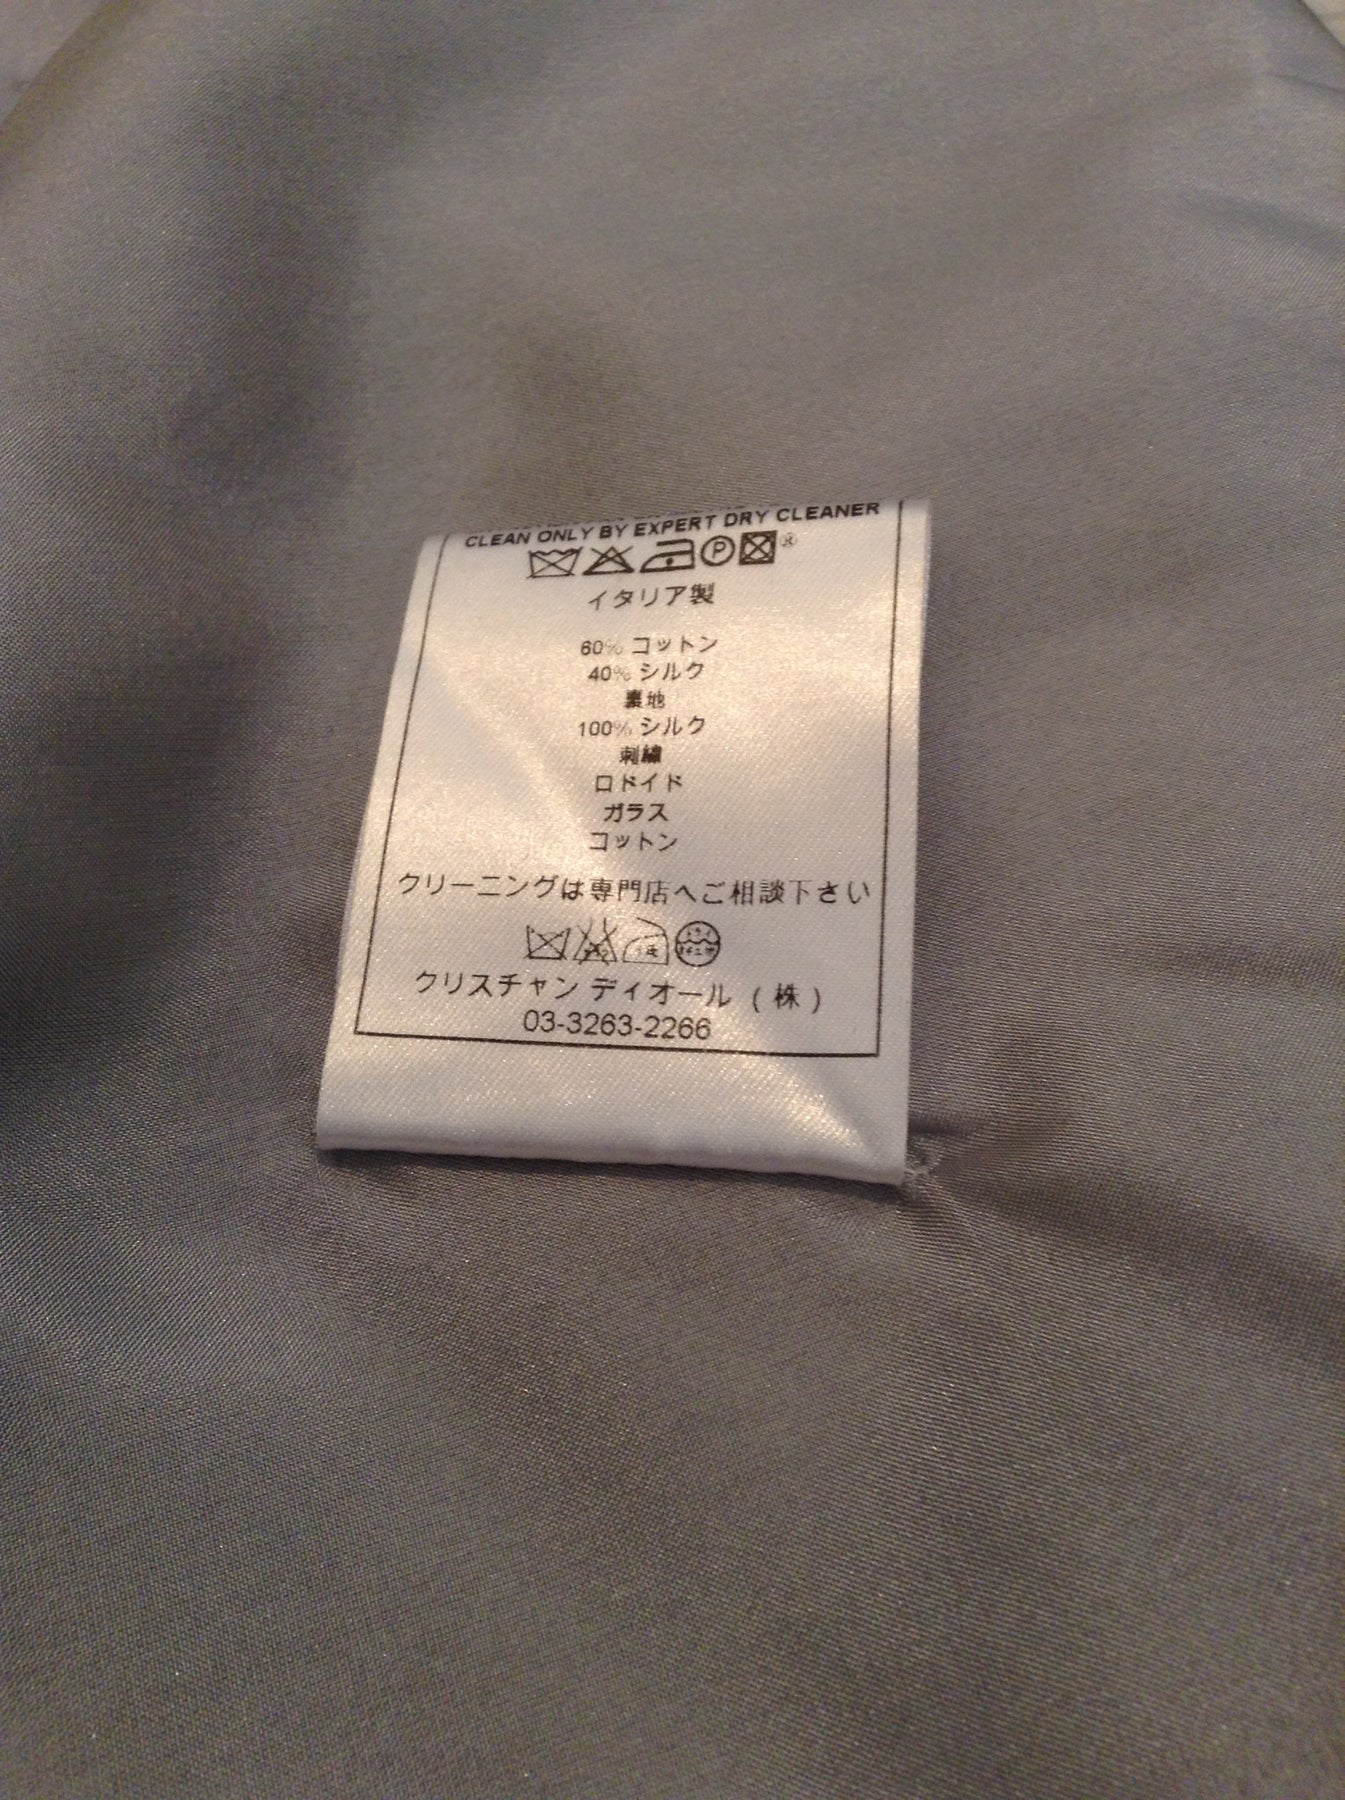 CLEAN ONLY BY EXPERT DRY CLEANER
P ®
イタリア製
60% コットン
40% シルク
裏地
100% シルク
刺繍
ロドイド
ガラス
コットン
クリーニングは専門店へご相談下さい
クリスチャン ディオール (株)
03-3263-2266